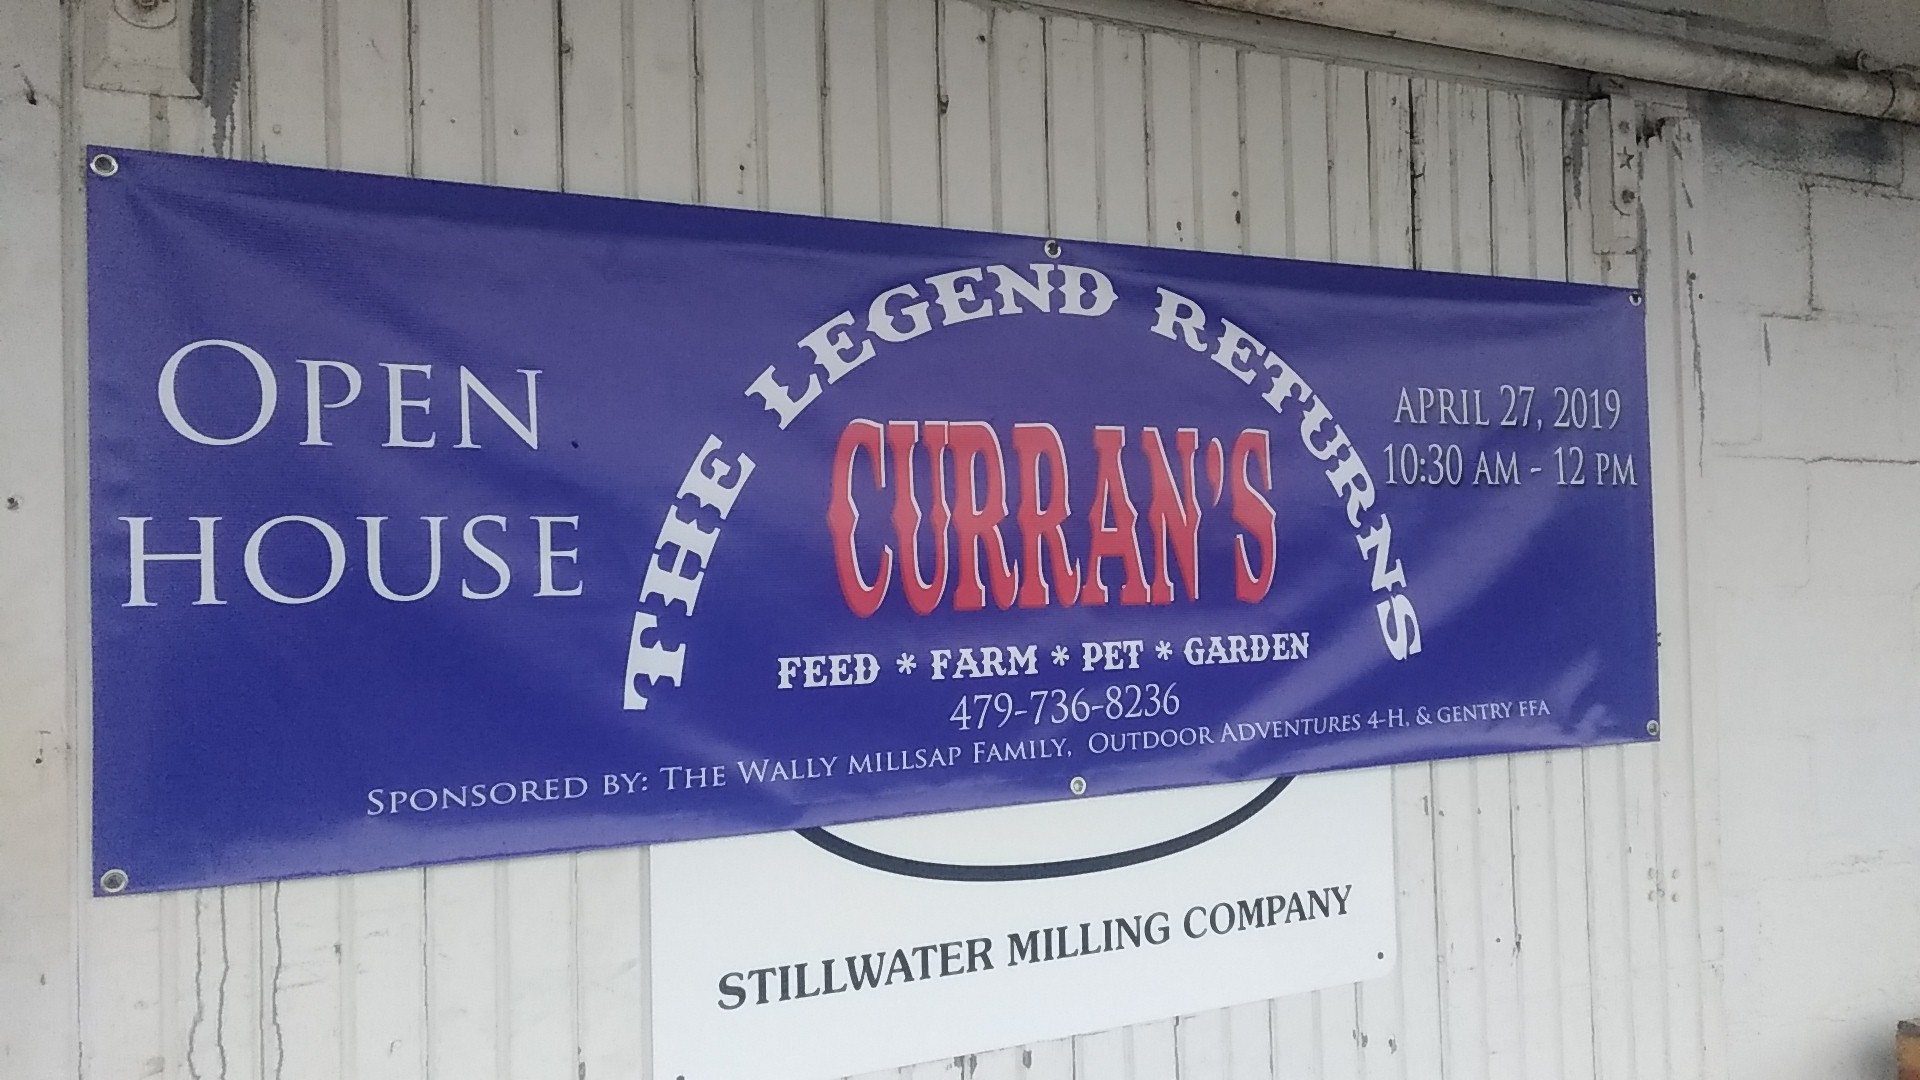 OPEN
HOUSE
THE LEGEND RETURNS
CURRAN'S
FEED * FARM * PET * GARDEN
479-736-8236
APRIL 27, 2019
10:30 AM - 12 PM
SPONSORED BY: THE WALLY MILLSAP FAMILY, OUTDOOR ADVENTURES 4-H, & GENTRY FFA
STILLWATER MILLING COMPANY